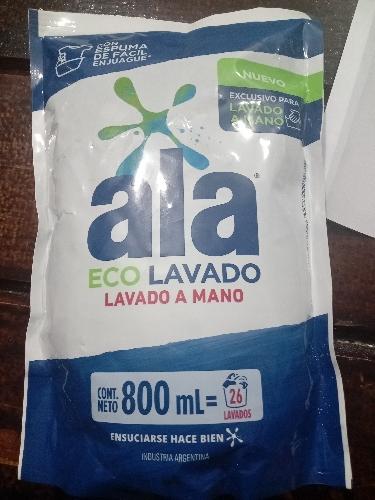 CON
ESPUMA
DE FÁCIL
ENJUAGUE*
NUEVO
EXCLUSIVO PARA
LAVADO
A MANO
ala®
ECO LAVADO
LAVADO A MANO
CONT.
NETO
800 mL=
26
LAVADOS
ENSUCIARSE HACE BIEN
INDUSTRIA ARGENTINA